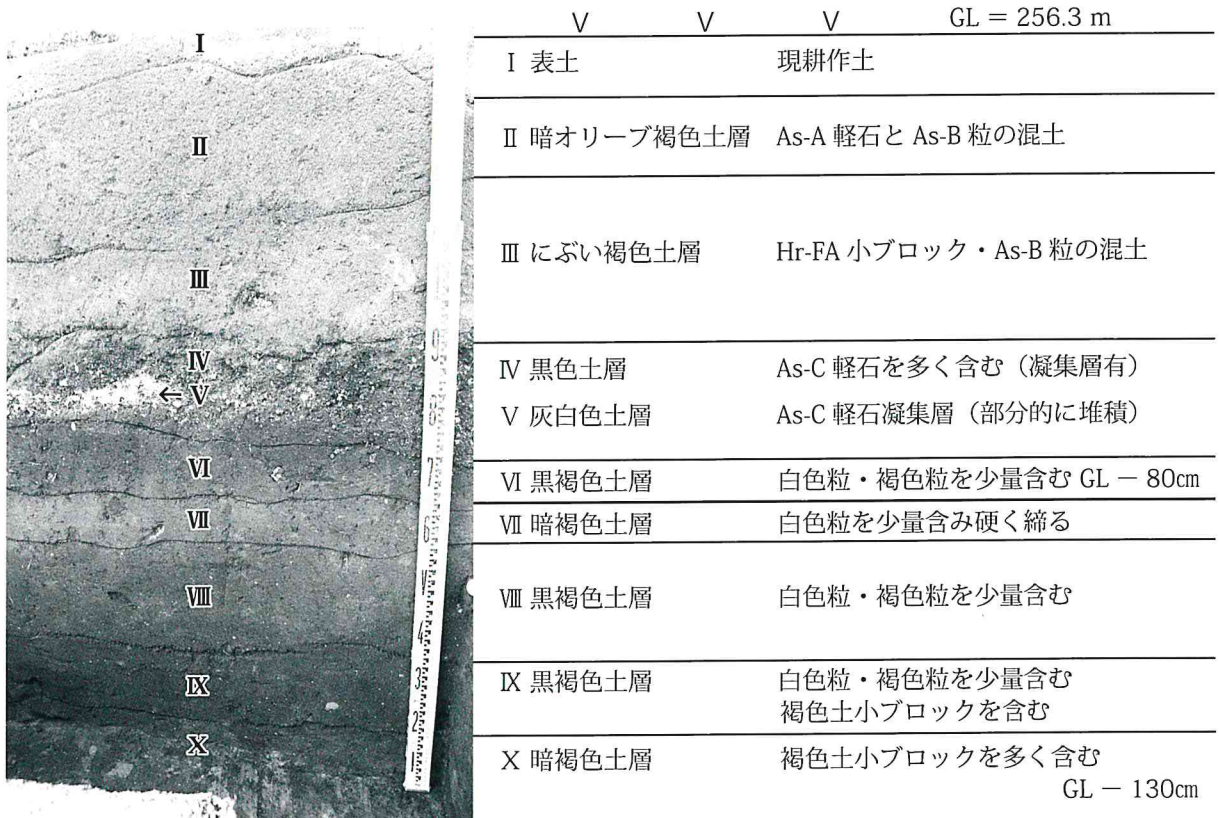 V V V GL = 256.3 m
Ⅰ 表土 現耕作土
Ⅱ 暗オリーブ褐色土層 As-A 軽石と As-B 粒の混土
Ⅲ にぶい褐色土層 Hr-FA 小ブロック・As-B 粒の混土
Ⅳ 黒色土層 As-C 軽石を多く含む（凝集層有）
Ⅴ 灰白色土層 As-C 軽石凝集層（部分的に堆積）
Ⅵ 黒褐色土層 白色粒・褐色粒を少量含む GL － 80㎝
Ⅶ 暗褐色土層 白色粒を少量含み硬く締る
Ⅷ 黒褐色土層 白色粒・褐色粒を少量含む
Ⅸ 黒褐色土層 白色粒・褐色粒を少量含む
褐色土小ブロックを含む
Ⅹ 暗褐色土層 褐色土小ブロックを多く含む
GL － 130㎝
Ⅰ
Ⅱ
Ⅲ
Ⅳ
←Ⅴ
Ⅵ
Ⅶ
Ⅷ
Ⅸ
Ⅹ
9
8
7
6
4
3
2